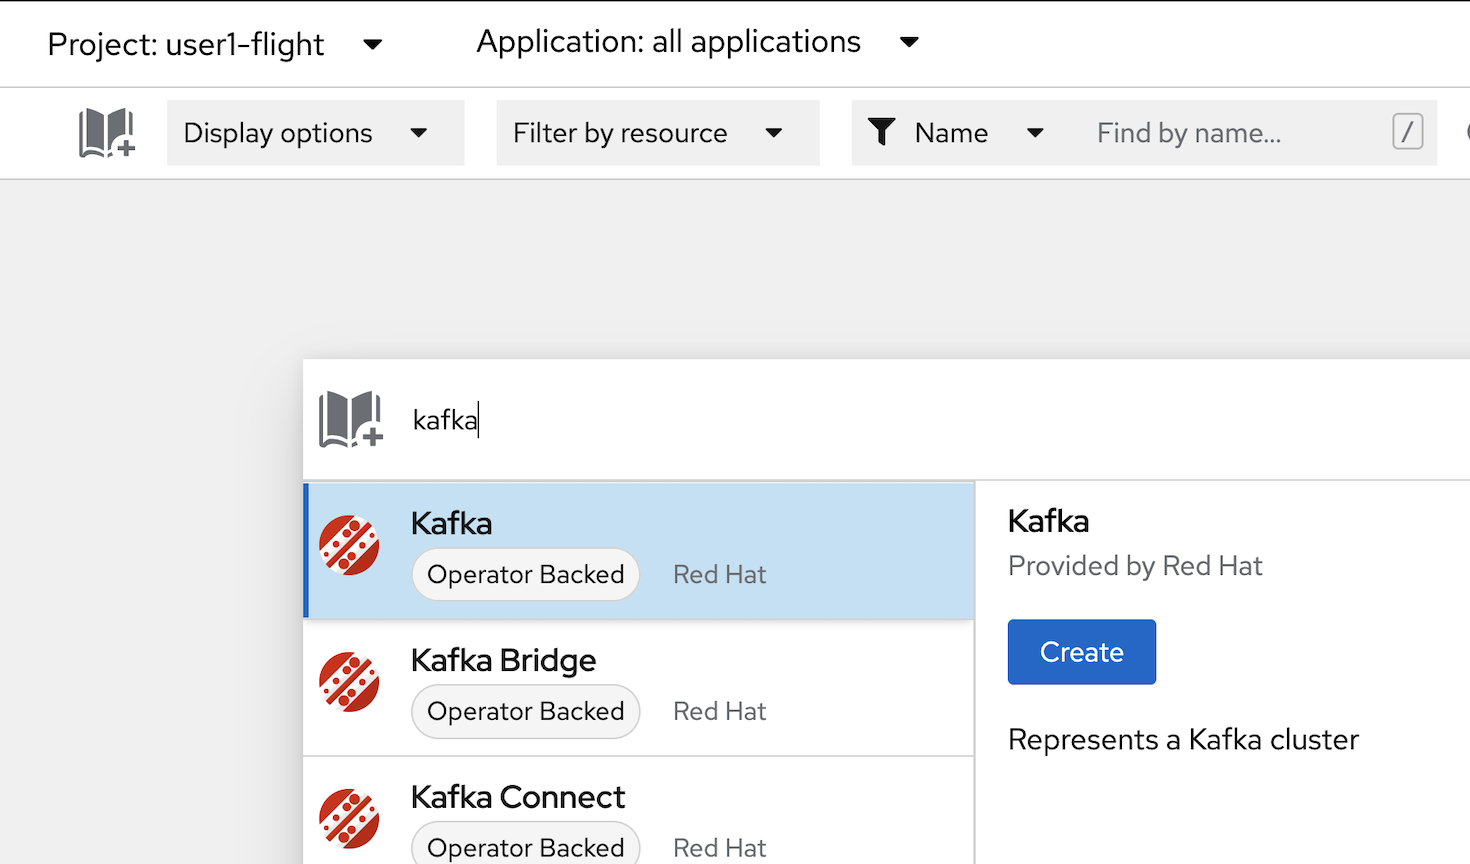 Project: user1-flight Application: all applications
Display options Filter by resource Name Find by name... /
kafka
Kafka
Operator Backed Red Hat
Kafka Bridge
Operator Backed Red Hat
Kafka Connect
Operator Backed Red Hat
Kafka
Provided by Red Hat
Create
Represents a Kafka cluster